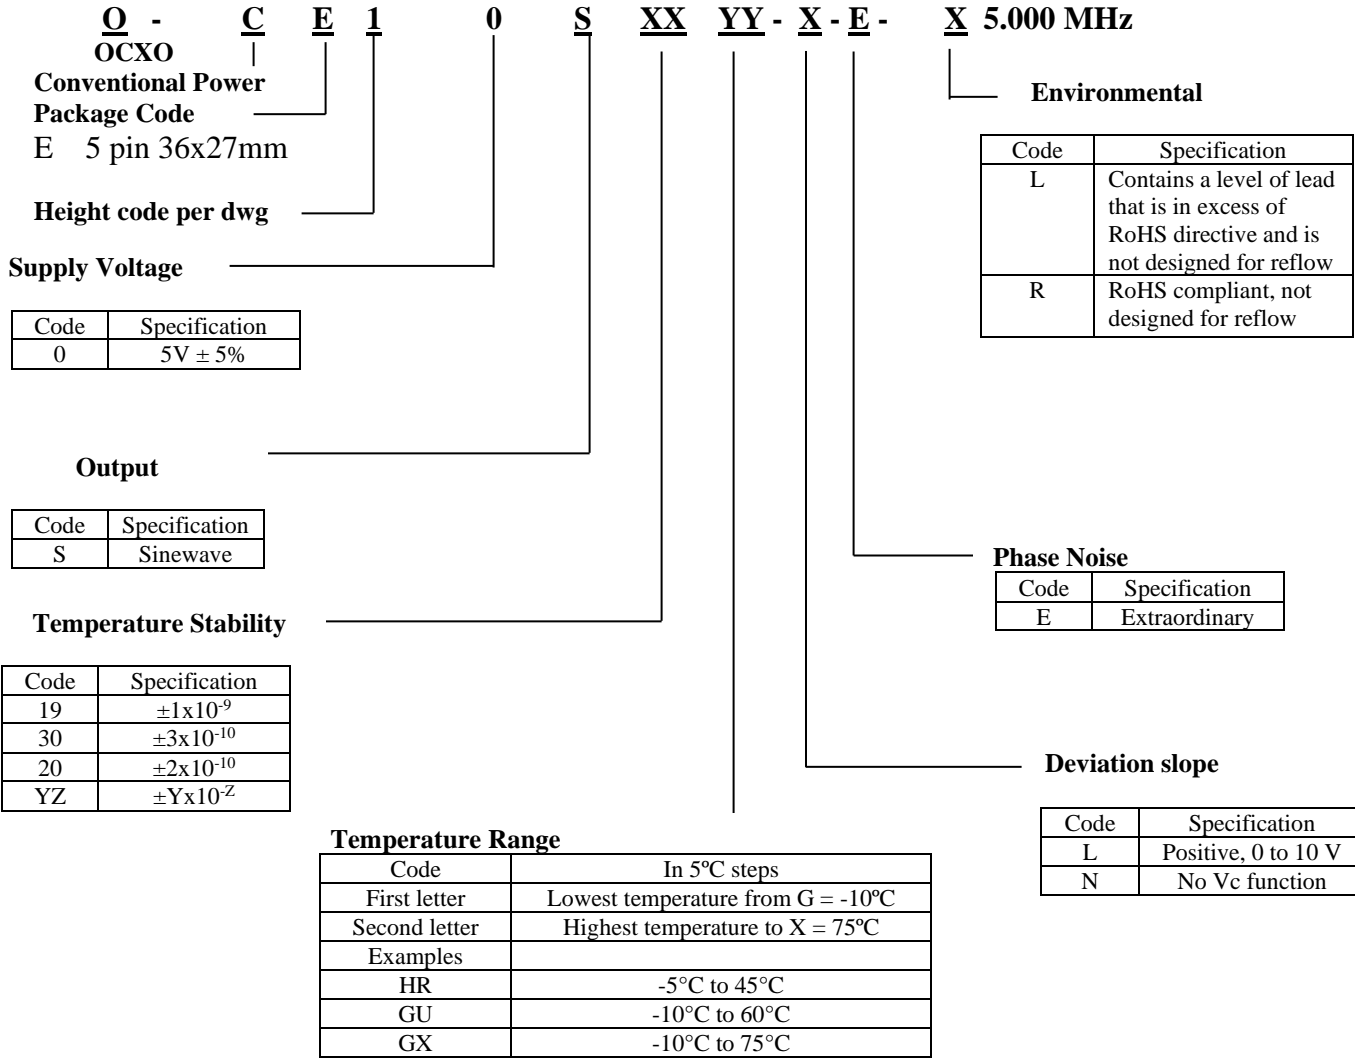 O - C E 1 0 S XX YY - X - E - X 5.000 MHz
OCXO
Conventional Power
Package Code
E 5 pin 36x27mm
Height code per dwg
Supply Voltage
Code Specification
0 5V ± 5%
Output
Code Specification
S Sinewave
Temperature Stability
Code Specification
19 ±1x10-9
30 ±3x10-10
20 ±2x10-10
YZ ±Yx10-Z
Temperature Range
Code In 5ºC steps
First letter Lowest temperature from G = -10ºC
Second letter Highest temperature to X = 75ºC
Examples
HR -5°C to 45°C
GU -10°C to 60°C
GX -10°C to 75°C
Environmental
Code Specification
L Contains a level of lead
that is in excess of
RoHS directive and is
not designed for reflow
R RoHS compliant, not
designed for reflow
Phase Noise
Code Specification
E Extraordinary
Deviation slope
Code Specification
L Positive, 0 to 10 V
N No Vc function